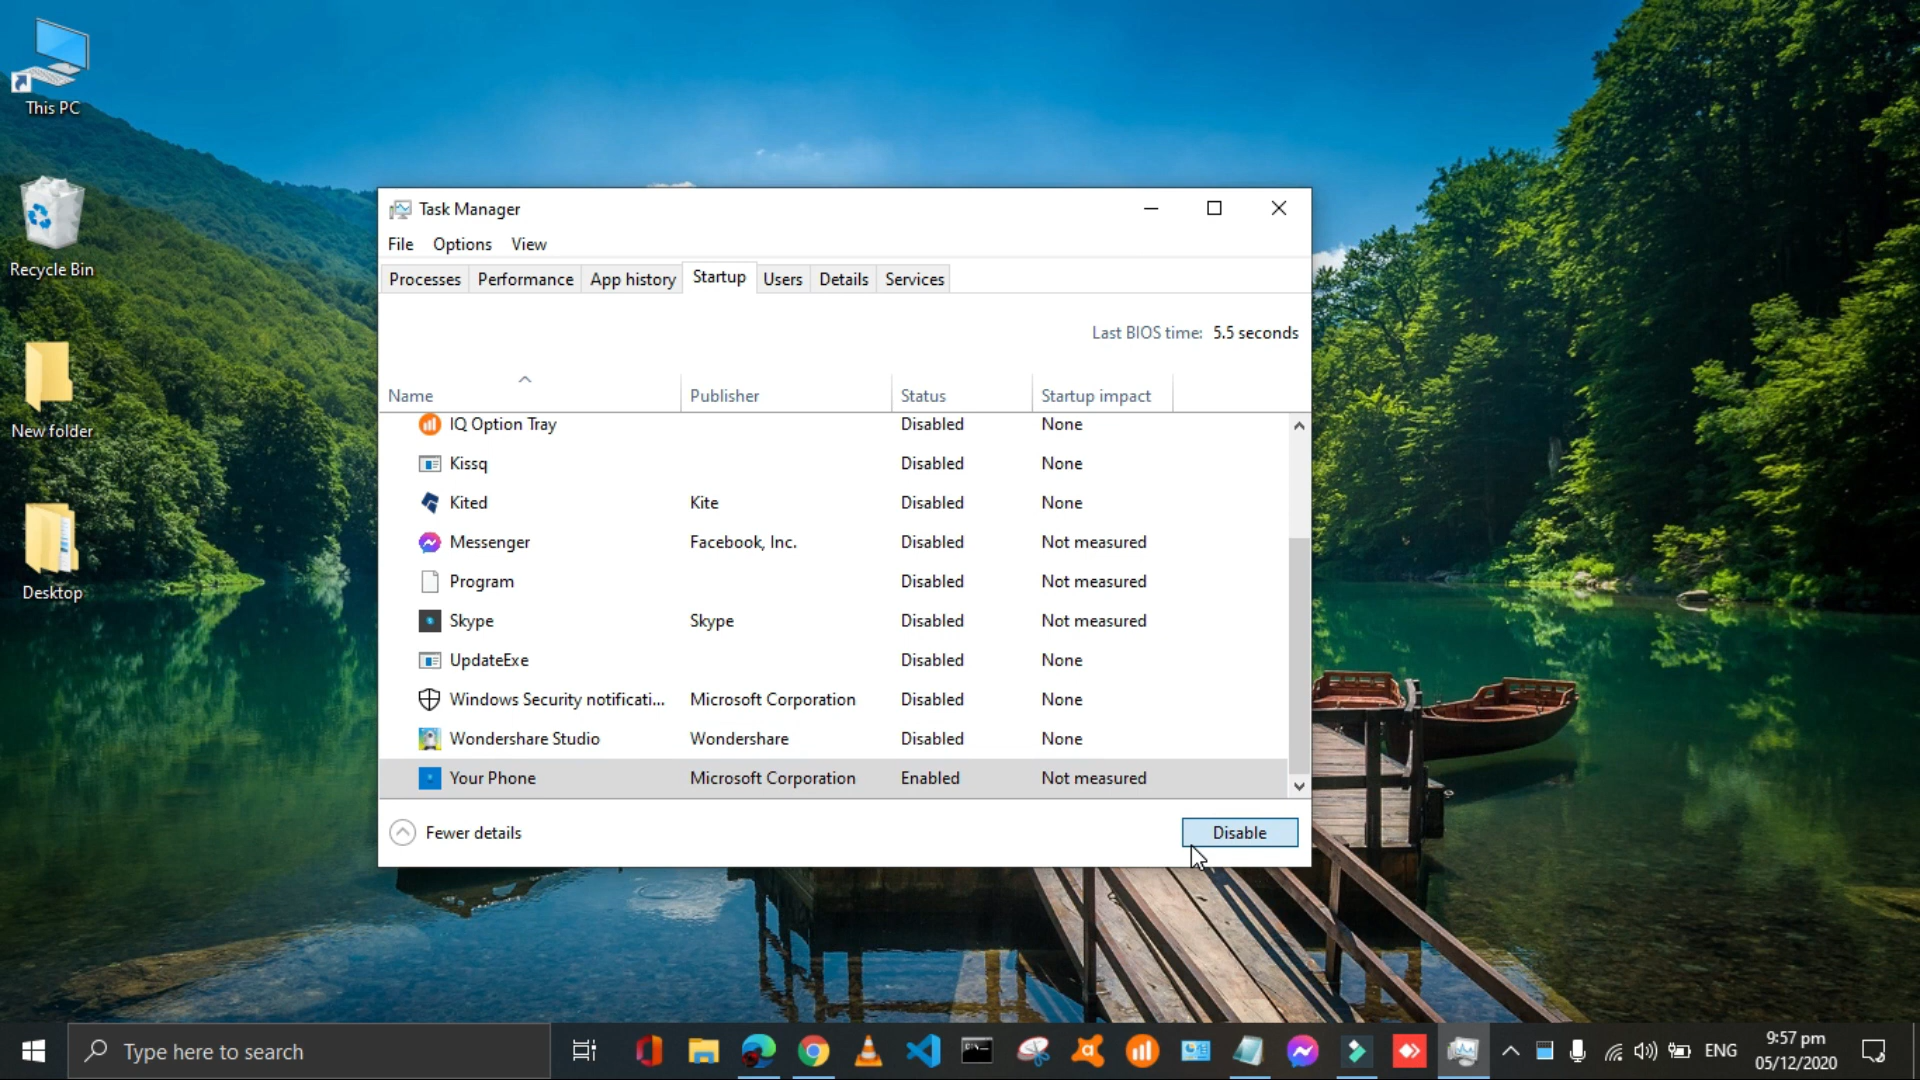 This PC
Recycle Bin
New folder
Desktop
Task Manager
File Options View
Processes Performance App history Startup Users Details Services
Last BIOS time: 5.5 seconds
Name Publisher Status Startup impact
IQ Option Tray Disabled None
Kissq Disabled None
Kited Kite Disabled None
Messenger Facebook, Inc. Disabled Not measured
Program Disabled Not measured
Skype Skype Disabled Not measured
UpdateExe Disabled None
Windows Security notificati... Microsoft Corporation Disabled None
Wondershare Studio Wondershare Disabled None
Your Phone Microsoft Corporation Enabled Not measured
Fewer details Disable
Type here to search
ENG
9:57 pm
05/12/2020